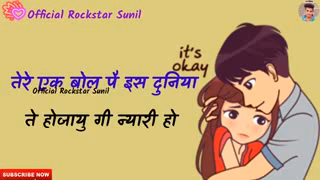 Official Rockstar Sunil
it's
okay
तेरे एक बोल पै इस दुनिया
Official Rockstar Sunil
ते होजायु गी न्यारी हो
SUBSCRIBE NOW